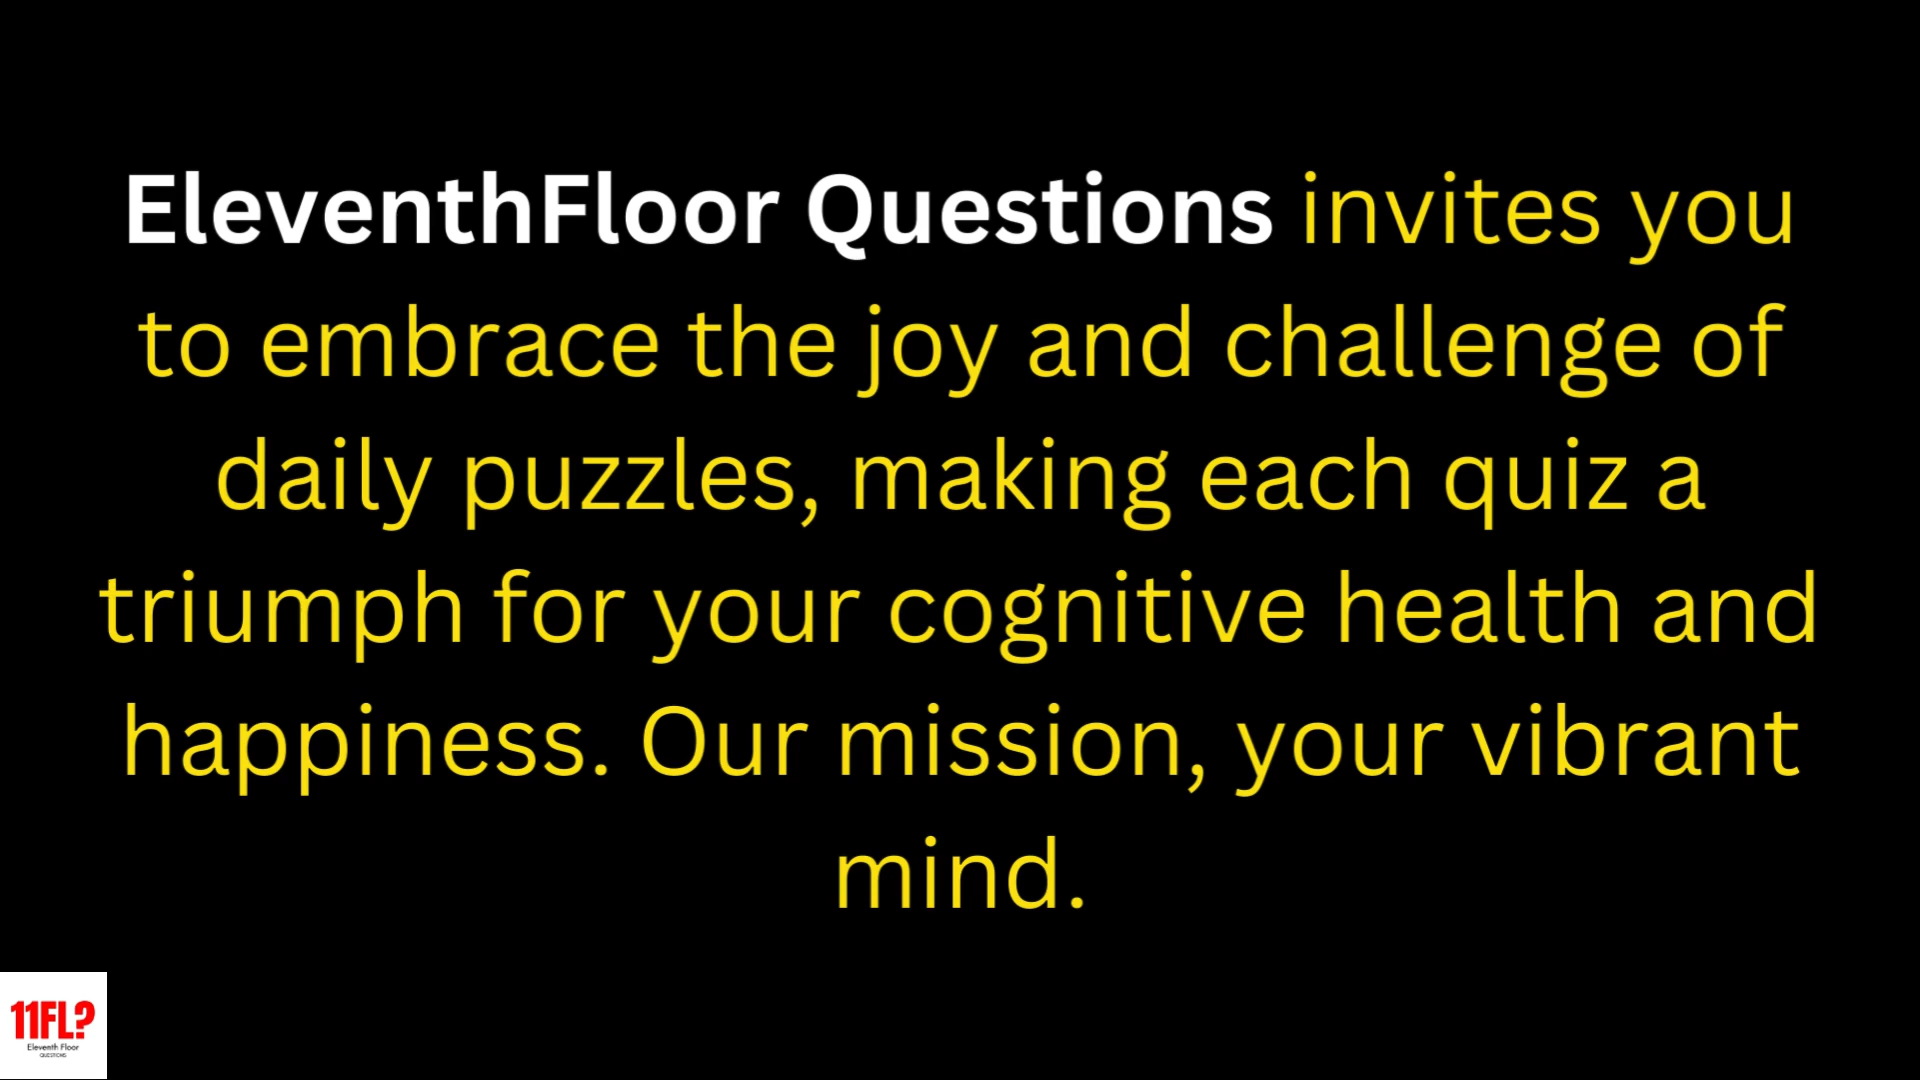 EleventhFloor Questions invites you
to embrace the joy and challenge of
daily puzzles, making each quiz a
triumph for your cognitive health and
happiness. Our mission, your vibrant
mind.
11FL?
Eleventh Floor
QUESTIONS